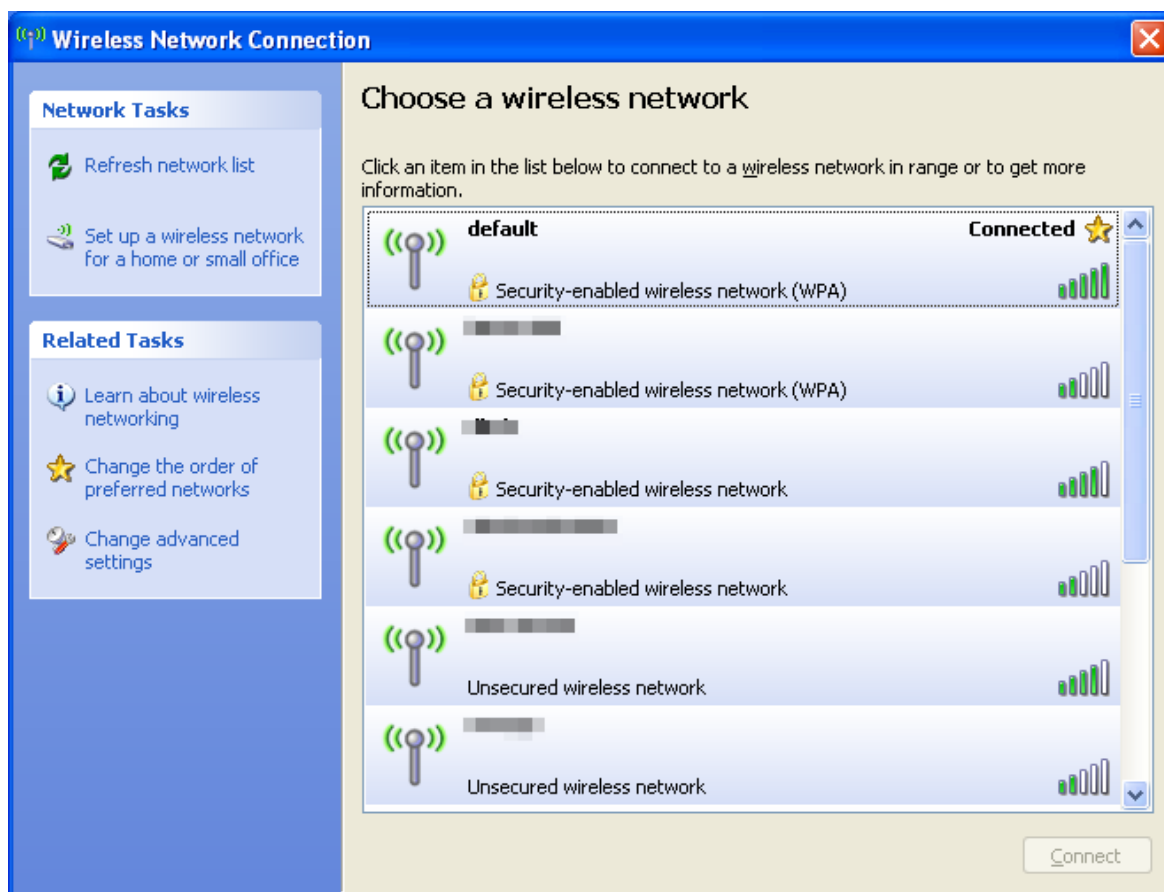 Wireless Network Connection
Network Tasks
Refresh network list
Set up a wireless network
for a home or small office
Related Tasks
Learn about wireless
networking
Change the order of
preferred networks
Change advanced
settings
Choose a wireless network
Click an item in the list below to connect to a wireless network in range or to get more
information.
default Connected
Security-enabled wireless network (WPA)
Security-enabled wireless network (WPA)
Security-enabled wireless network
Security-enabled wireless network
Unsecured wireless network
Unsecured wireless network
Connect